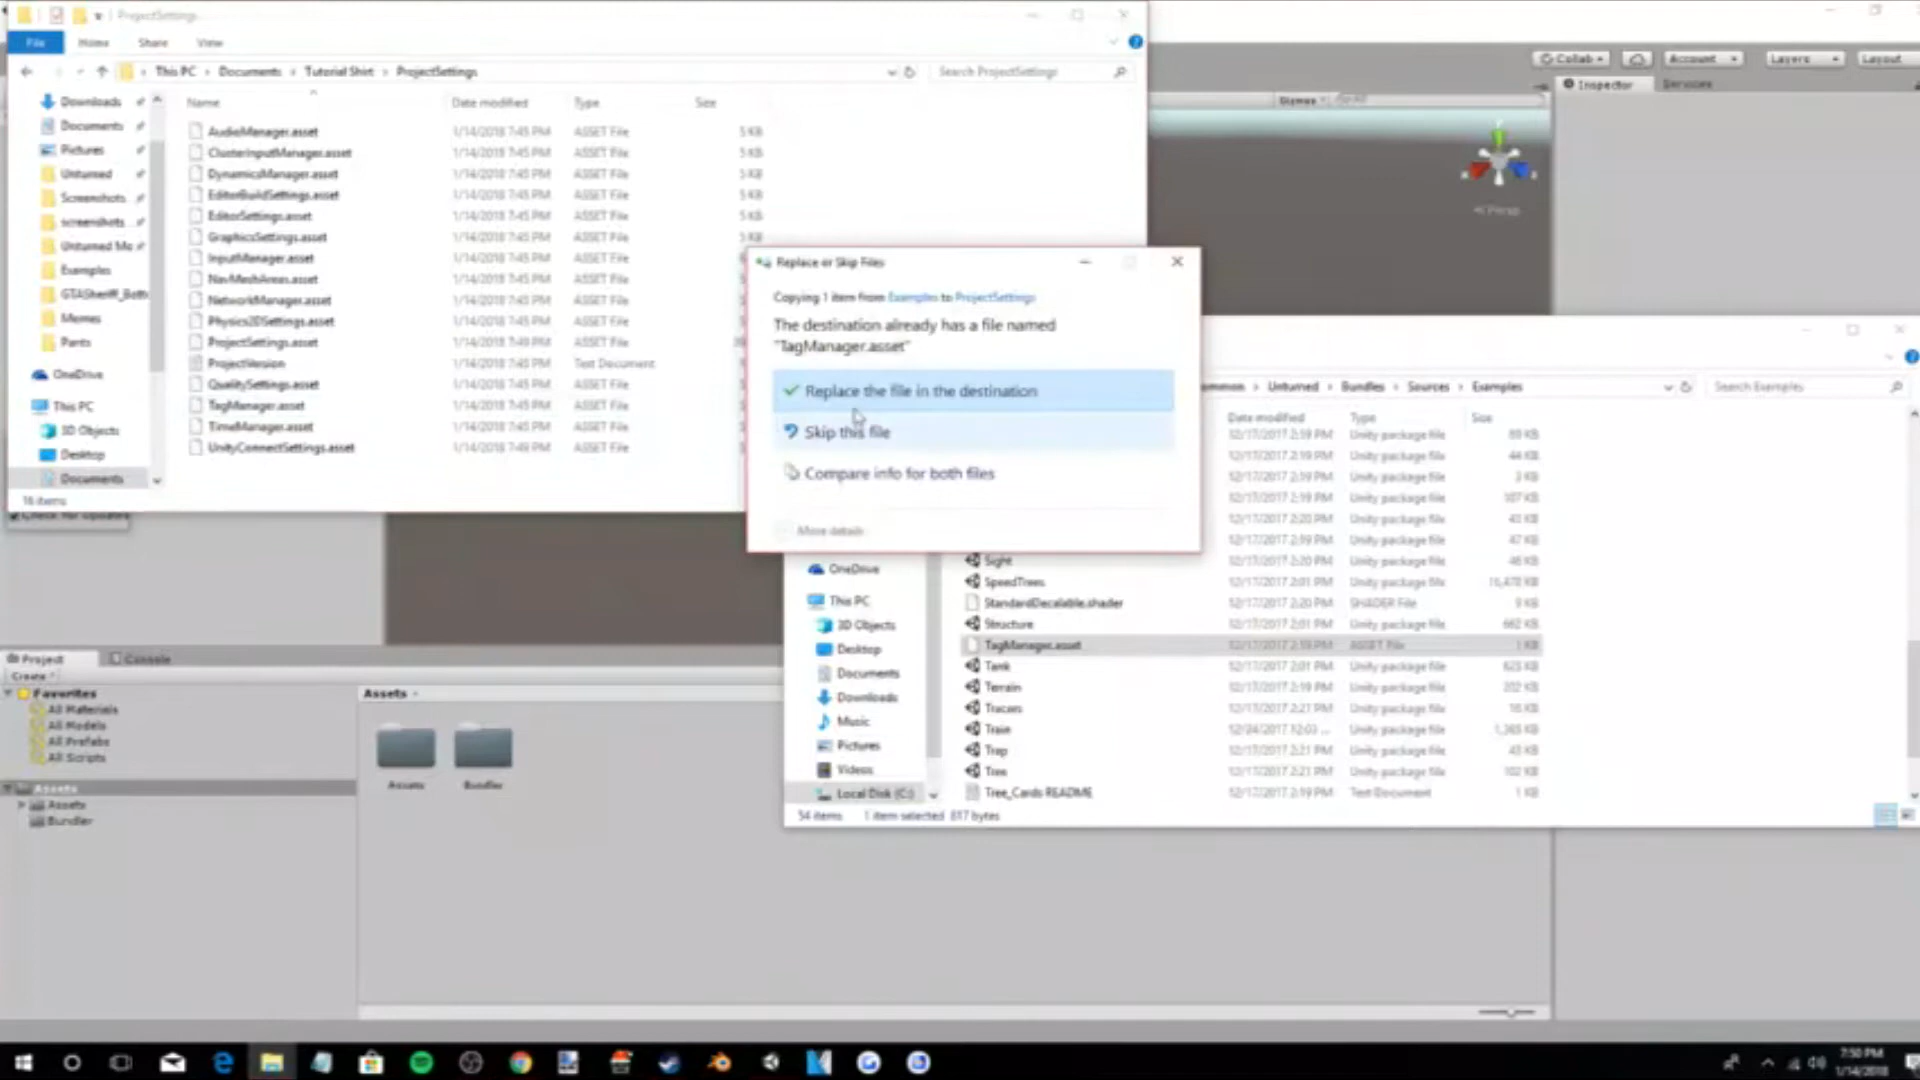 ProjectSettings
File Home Share View
This PC › Documents › Tutorial Shirt › ProjectSettings
Search ProjectSettings
Name Date modified Type Size
Downloads
Documents
Pictures
Unturned
Screenshots
screenshots
Unturned Me
Examples
GTASheriff_Bott
Memes
Pants
OneDrive
This PC
3D Objects
Desktop
Documents
16 items
AudioManager.asset 1/14/2018 7:45 PM ASSET File 5 KB
ClusterInputManager.asset 1/14/2018 7:45 PM ASSET File 5 KB
DynamicsManager.asset 1/14/2018 7:45 PM ASSET File 5 KB
EditorBuildSettings.asset 1/14/2018 7:45 PM ASSET File 5 KB
EditorSettings.asset 1/14/2018 7:45 PM ASSET File 5 KB
GraphicsSettings.asset 1/14/2018 7:45 PM ASSET File 5 KB
InputManager.asset 1/14/2018 7:45 PM ASSET File
NavMeshAreas.asset 1/14/2018 7:45 PM ASSET File
NetworkManager.asset 1/14/2018 7:45 PM ASSET File
Physics2DSettings.asset 1/14/2018 7:45 PM ASSET File
ProjectSettings.asset 1/14/2018 7:49 PM ASSET File
ProjectVersion 1/14/2018 7:45 PM Text Document
QualitySettings.asset 1/14/2018 7:45 PM ASSET File
TagManager.asset 1/14/2018 7:45 PM ASSET File
TimeManager.asset 1/14/2018 7:45 PM ASSET File
UnityConnectSettings.asset 1/14/2018 7:49 PM ASSET File
Check for Updates
Collab Account Layers Layout
Inspector Services
Gizmos
Persp
Replace or Skip Files
Copying 1 item from Examples to ProjectSettings
The destination already has a file named
"TagManager.asset"
Replace the file in the destination
Skip this file
Compare info for both files
More details
ommon › Unturned › Bundles › Sources › Examples
Search Examples
Date modified Type Size
12/17/2017 2:19 PM Unity package file 89 KB
12/17/2017 2:19 PM Unity package file 44 KB
12/17/2017 2:19 PM Unity package file 3 KB
12/17/2017 2:19 PM Unity package file 107 KB
12/17/2017 2:20 PM Unity package file 43 KB
12/17/2017 2:19 PM Unity package file 47 KB
Sight 12/17/2017 2:20 PM Unity package file 46 KB
SpeedTrees 12/17/2017 2:01 PM Unity package file 16,478 KB
StandardDecalable.shader 12/17/2017 2:20 PM SHADER File 9 KB
Structure 12/17/2017 2:01 PM Unity package file 662 KB
TagManager.asset 12/17/2017 2:19 PM ASSET File 1 KB
Tank 12/17/2017 2:01 PM Unity package file 623 KB
Terrain 12/17/2017 2:19 PM Unity package file 202 KB
Tracers 12/17/2017 2:21 PM Unity package file 16 KB
Train 12/24/2017 12:03 ... Unity package file 1,365 KB
Trap 12/17/2017 2:21 PM Unity package file 43 KB
Tree 12/17/2017 2:21 PM Unity package file 102 KB
Tree_Cards README 12/17/2017 2:19 PM Text Document 1 KB
OneDrive
This PC
3D Objects
Desktop
Documents
Downloads
Music
Pictures
Videos
Local Disk (C:)
54 items 1 item selected 817 bytes
Project Console
Create
Favorites
All Materials
All Models
All Prefabs
All Scripts
Assets
Assets
Bundler
Assets
Assets Bundler
7:50 PM
1/14/2018